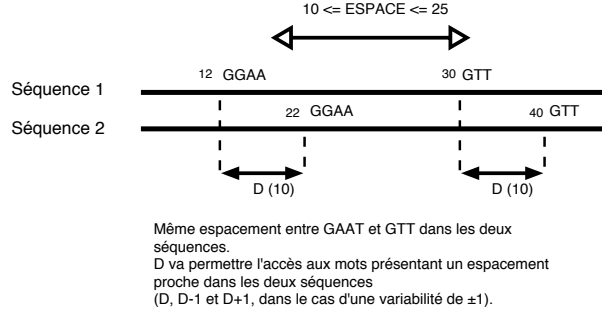 10 <= ESPACE <= 25
12 GGAA 30 GTT
Séquence 1
22 GGAA 40 GTT
Séquence 2
D (10) D (10)
Même espacement entre GAAT et GTT dans les deux
séquences.
D va permettre l'accès aux mots présentant un espacement
proche dans les deux séquences
(D, D-1 et D+1, dans le cas d'une variabilité de ±1).